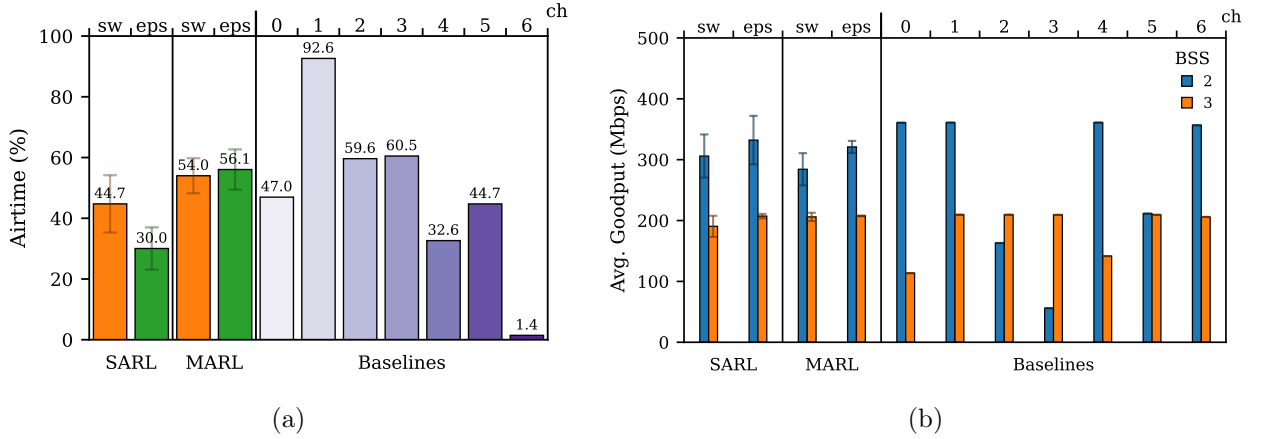 ch
sw eps sw eps 0 1 2 3 4 5 6
100
80
60
40
20
0
Airtime (%)
44.7 30.0 54.0 56.1 47.0 92.6 59.6 60.5 32.6 44.7 1.4
SARL MARL Baselines
(a)
ch
sw eps sw eps 0 1 2 3 4 5 6
500
400
300
200
100
0
Avg. Goodput (Mbps)
BSS
2
3
SARL MARL Baselines
(b)